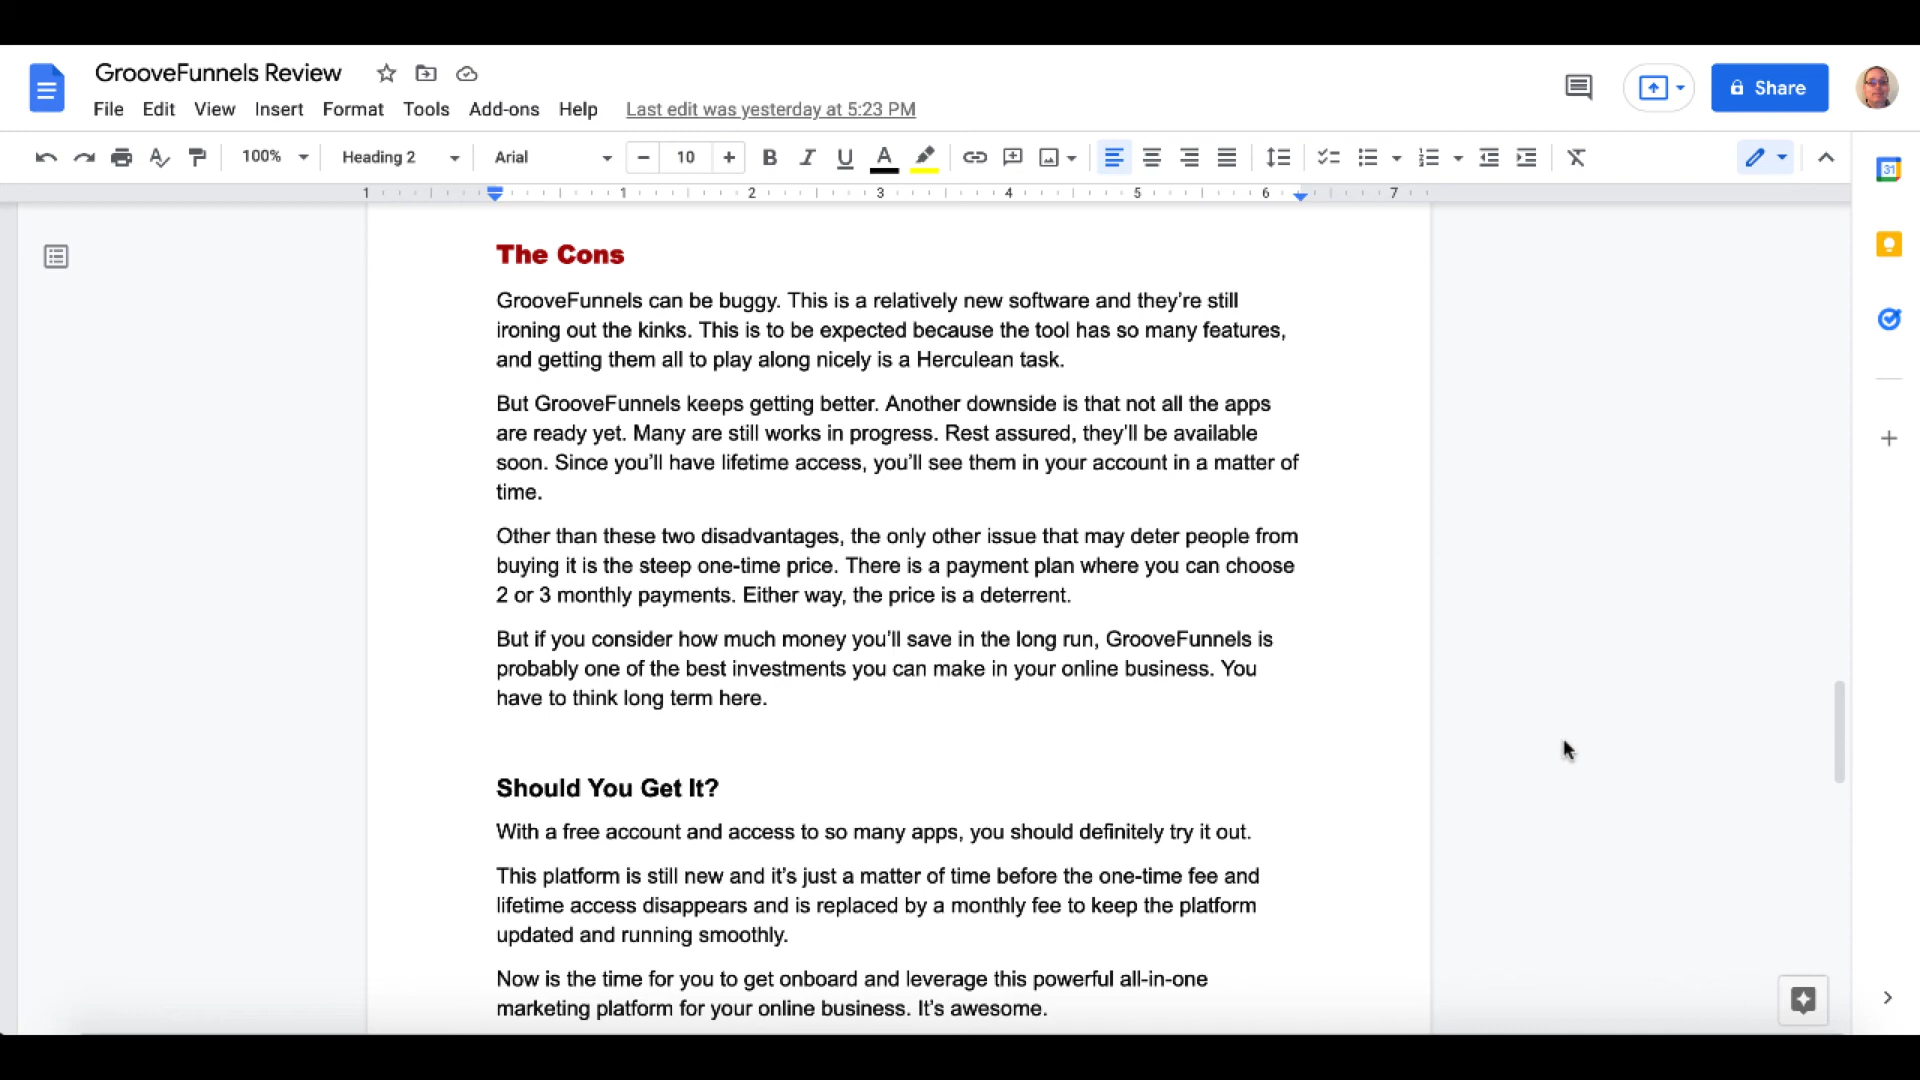 GrooveFunnels Review
File Edit View Insert Format Tools Add-ons Help Last edit was yesterday at 5:23 PM
Share
100% Heading 2 Arial 10 B I U A
1 1 2 3 4 5 6 7
31
The Cons
GrooveFunnels can be buggy. This is a relatively new software and they’re still
ironing out the kinks. This is to be expected because the tool has so many features,
and getting them all to play along nicely is a Herculean task.
But GrooveFunnels keeps getting better. Another downside is that not all the apps
are ready yet. Many are still works in progress. Rest assured, they’ll be available
soon. Since you’ll have lifetime access, you’ll see them in your account in a matter of
time.
Other than these two disadvantages, the only other issue that may deter people from
buying it is the steep one-time price. There is a payment plan where you can choose
2 or 3 monthly payments. Either way, the price is a deterrent.
But if you consider how much money you’ll save in the long run, GrooveFunnels is
probably one of the best investments you can make in your online business. You
have to think long term here.
Should You Get It?
With a free account and access to so many apps, you should definitely try it out.
This platform is still new and it’s just a matter of time before the one-time fee and
lifetime access disappears and is replaced by a monthly fee to keep the platform
updated and running smoothly.
Now is the time for you to get onboard and leverage this powerful all-in-one
marketing platform for your online business. It’s awesome.